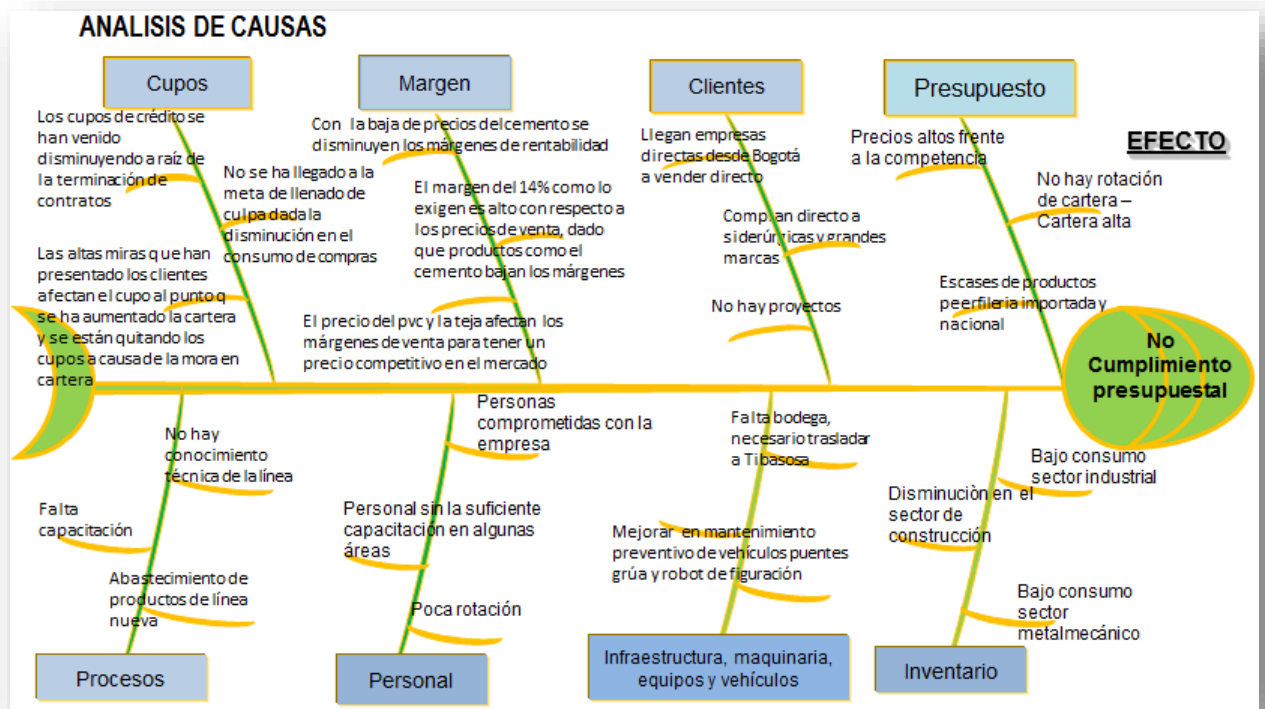 ANALISIS DE CAUSAS
Cupos
Margen
Clientes
Presupuesto
EFECTO
Los cupos de crédito se
han venido
disminuyendo a raíz de
la terminación de
contratos
No se ha llegado a la
meta de llenado de
culpa dada la
disminución en el
consumo de compras
Las altas miras que han
presentado los clientes
afectan el cupo al punto q
se ha aumentado la cartera
y se están quitando los
cupos a causa de la mora en
cartera
Con la baja de precios del cemento se
disminuyen los márgenes de rentabilidad
El margen del 14% como lo
exigen es alto con respecto a
los precios de venta, dado
que productos como el
cemento bajan los márgenes
El precio del pvc y la teja afectan los
márgenes de venta para tener un
precio competitivo en el mercado
Llegan empresas
directas desde Bogotá
a vender directo
Compran directo a
siderúrgicas y grandes
marcas
No hay proyectos
Precios altos frente
a la competencia
No hay rotación
de cartera –
Cartera alta
Escases de productos
peerfileria importada y
nacional
No
Cumplimiento
presupuestal
No hay
conocimiento
técnica de la línea
Falta
capacitación
Abastecimiento de
productos de línea
nueva
Personas
comprometidas con la
empresa
Personal sin la suficiente
capacitación en algunas
áreas
Poca rotación
Falta bodega,
necesario trasladar
a Tibasosa
Mejorar en mantenimiento
preventivo de vehículos puentes
grúa y robot de figuración
Bajo consumo
sector industrial
Disminuciòn en el
sector de
construcción
Bajo consumo
sector
metalmecánico
Procesos
Personal
Infraestructura, maquinaria,
equipos y vehículos
Inventario